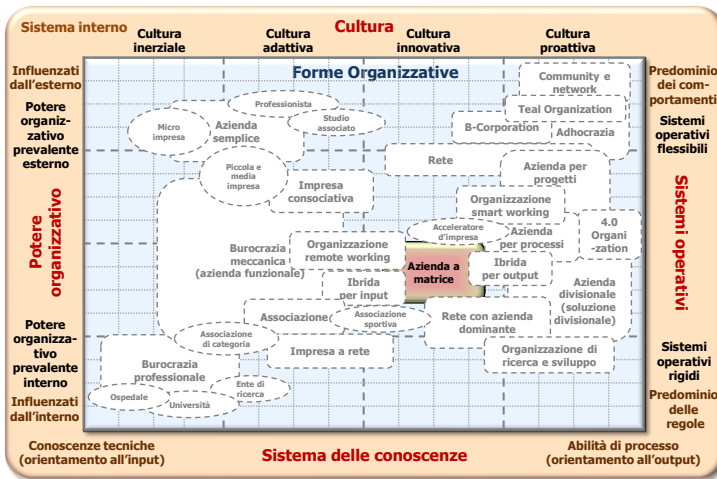 Sistema interno
Cultura
Cultura
inerziale
Cultura
adattiva
Cultura
innovativa
Cultura
proattiva
Influenzati
dall'esterno
Potere
organiz-
zativo
prevalente
esterno
Potere
organizzativo
Potere
organizza-
tivo
prevalente
interno
Influenzati
dall'interno
Forme Organizzative
Community e
network
Teal Organization
B-Corporation
Adhocrazia
Professionista
Micro
impresa
Azienda
semplice
Studio
associato
Rete
Azienda per
progetti
Piccola e
media
impresa
Impresa
consociativa
Organizzazione
smart working
Acceleratore
d'impresa
Azienda
per processi
4.0
Organi
-zation
Burocrazia
meccanica
(azienda funzionale)
Organizzazione
remote working
Azienda a
matrice
Ibrida
per output
Ibrida
per input
Azienda
divisionale
(soluzione
divisionale)
Associazione
Associazione
sportiva
Rete con azienda
dominante
Associazione
di categoria
Impresa a rete
Organizzazione di
ricerca e sviluppo
Burocrazia
professionale
Ente di
ricerca
Ospedale
Università
Predominio
dei com-
portamenti
Sistemi
operativi
flessibili
Sistemi operativi
Sistemi
operativi
rigidi
Predominio
delle
regole
Conoscenze tecniche
(orientamento all'input)
Sistema delle conoscenze
Abilità di processo
(orientamento all'output)